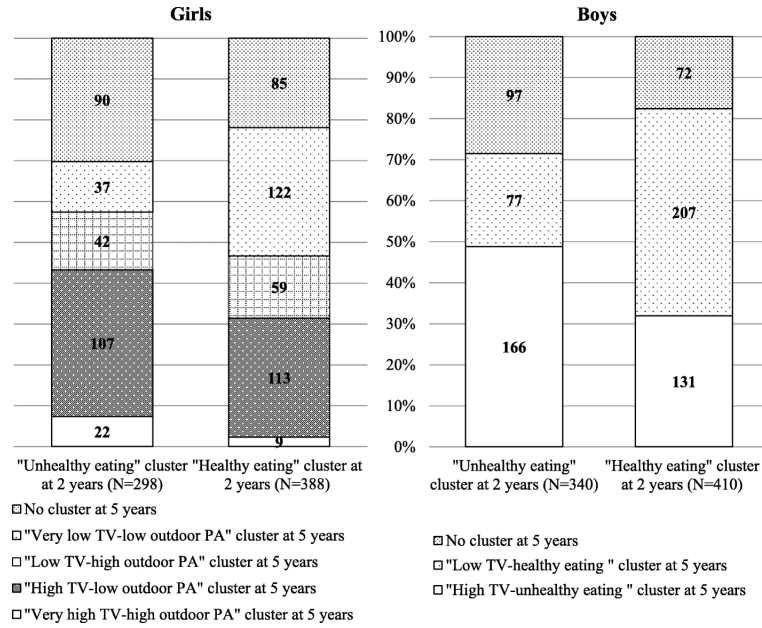 Girls
90
37
42
107
22
85
122
59
113
9
"Unhealthy eating" cluster
at 2 years (N=298)
"Healthy eating" cluster at
2 years (N=388)
No cluster at 5 years
"Very low TV-low outdoor PA" cluster at 5 years
"Low TV-high outdoor PA" cluster at 5 years
"High TV-low outdoor PA" cluster at 5 years
"Very high TV-high outdoor PA" cluster at 5 years
Boys
100%
90%
80%
70%
60%
50%
40%
30%
20%
10%
0%
97
77
166
72
207
131
"Unhealthy eating"
cluster at 2 years (N=340)
"Healthy eating" cluster
at 2 years (N=410)
No cluster at 5 years
"Low TV-healthy eating " cluster at 5 years
"High TV-unhealthy eating " cluster at 5 years